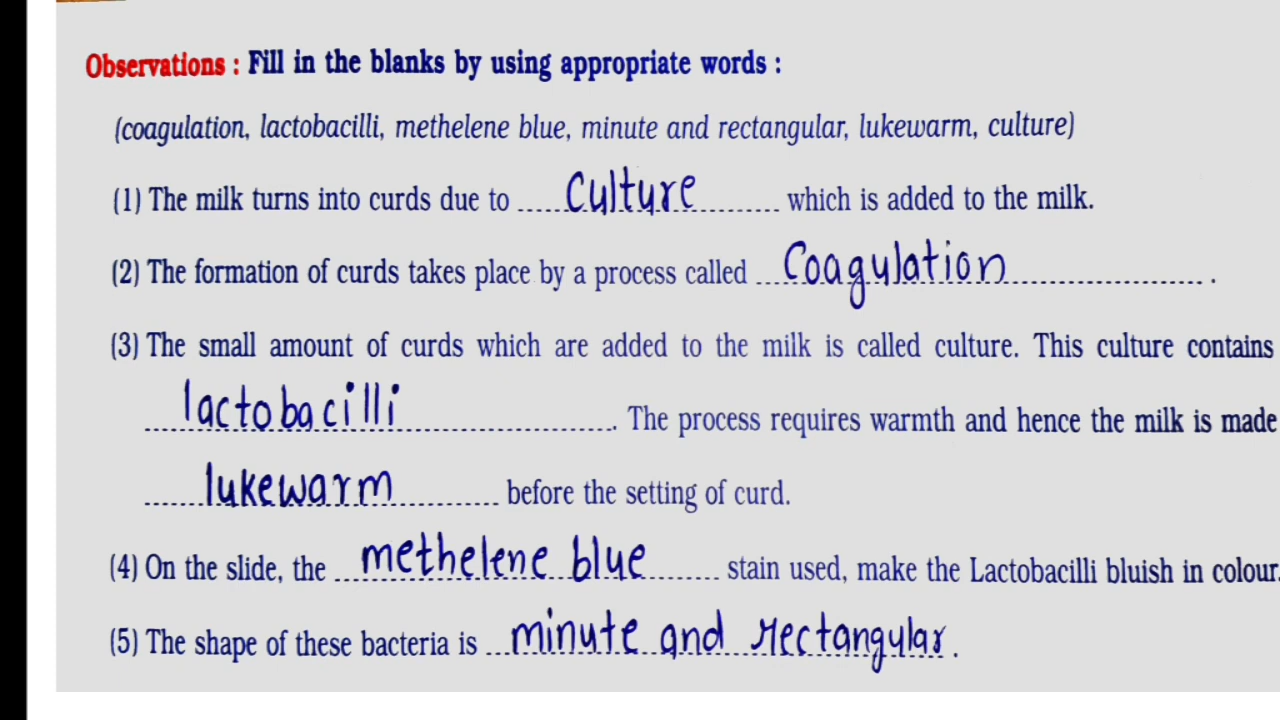 Observations : Fill in the blanks by using appropriate words :
(coagulation, lactobacilli, methelene blue, minute and rectangular, lukewarm, culture)
(1) The milk turns into curds due to ..... Culture ..... which is added to the milk.
(2) The formation of curds takes place by a process called ..... Coagulation ..... .
(3) The small amount of curds which are added to the milk is called culture. This culture contains
..... lactobacilli ..... . The process requires warmth and hence the milk is made
..... lukewarm ..... before the setting of curd.
(4) On the slide, the ..... methelene blue ..... stain used, make the Lactobacilli bluish in colour.
(5) The shape of these bacteria is ..... minute and rectangular .